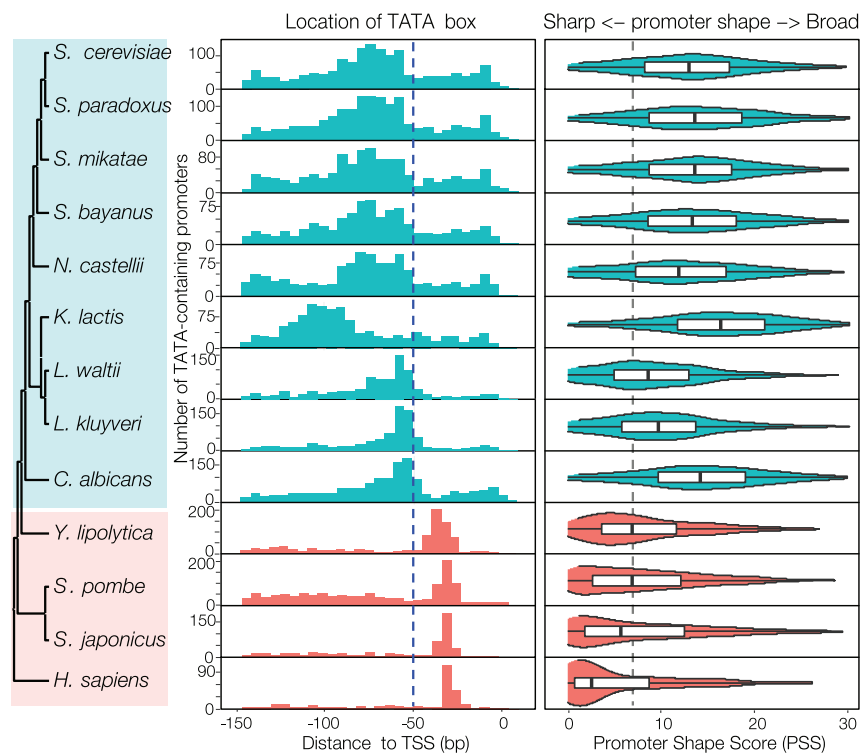 Location of TATA box
Sharp <- promoter shape -> Broad
S. cerevisiae
S. paradoxus
S. mikatae
S. bayanus
N. castellii
K. lactis
L. waltii
L. kluyveri
C. albicans
Y. lipolytica
S. pombe
S. japonicus
H. sapiens
Number of TATA-containing promoters
100
0
100
0
80
0
75
0
75
0
75
0
150
0
150
0
150
0
200
0
200
0
150
0
90
0
-150 -100 -50 0
Distance to TSS (bp)
0 10 20 30
Promoter Shape Score (PSS)